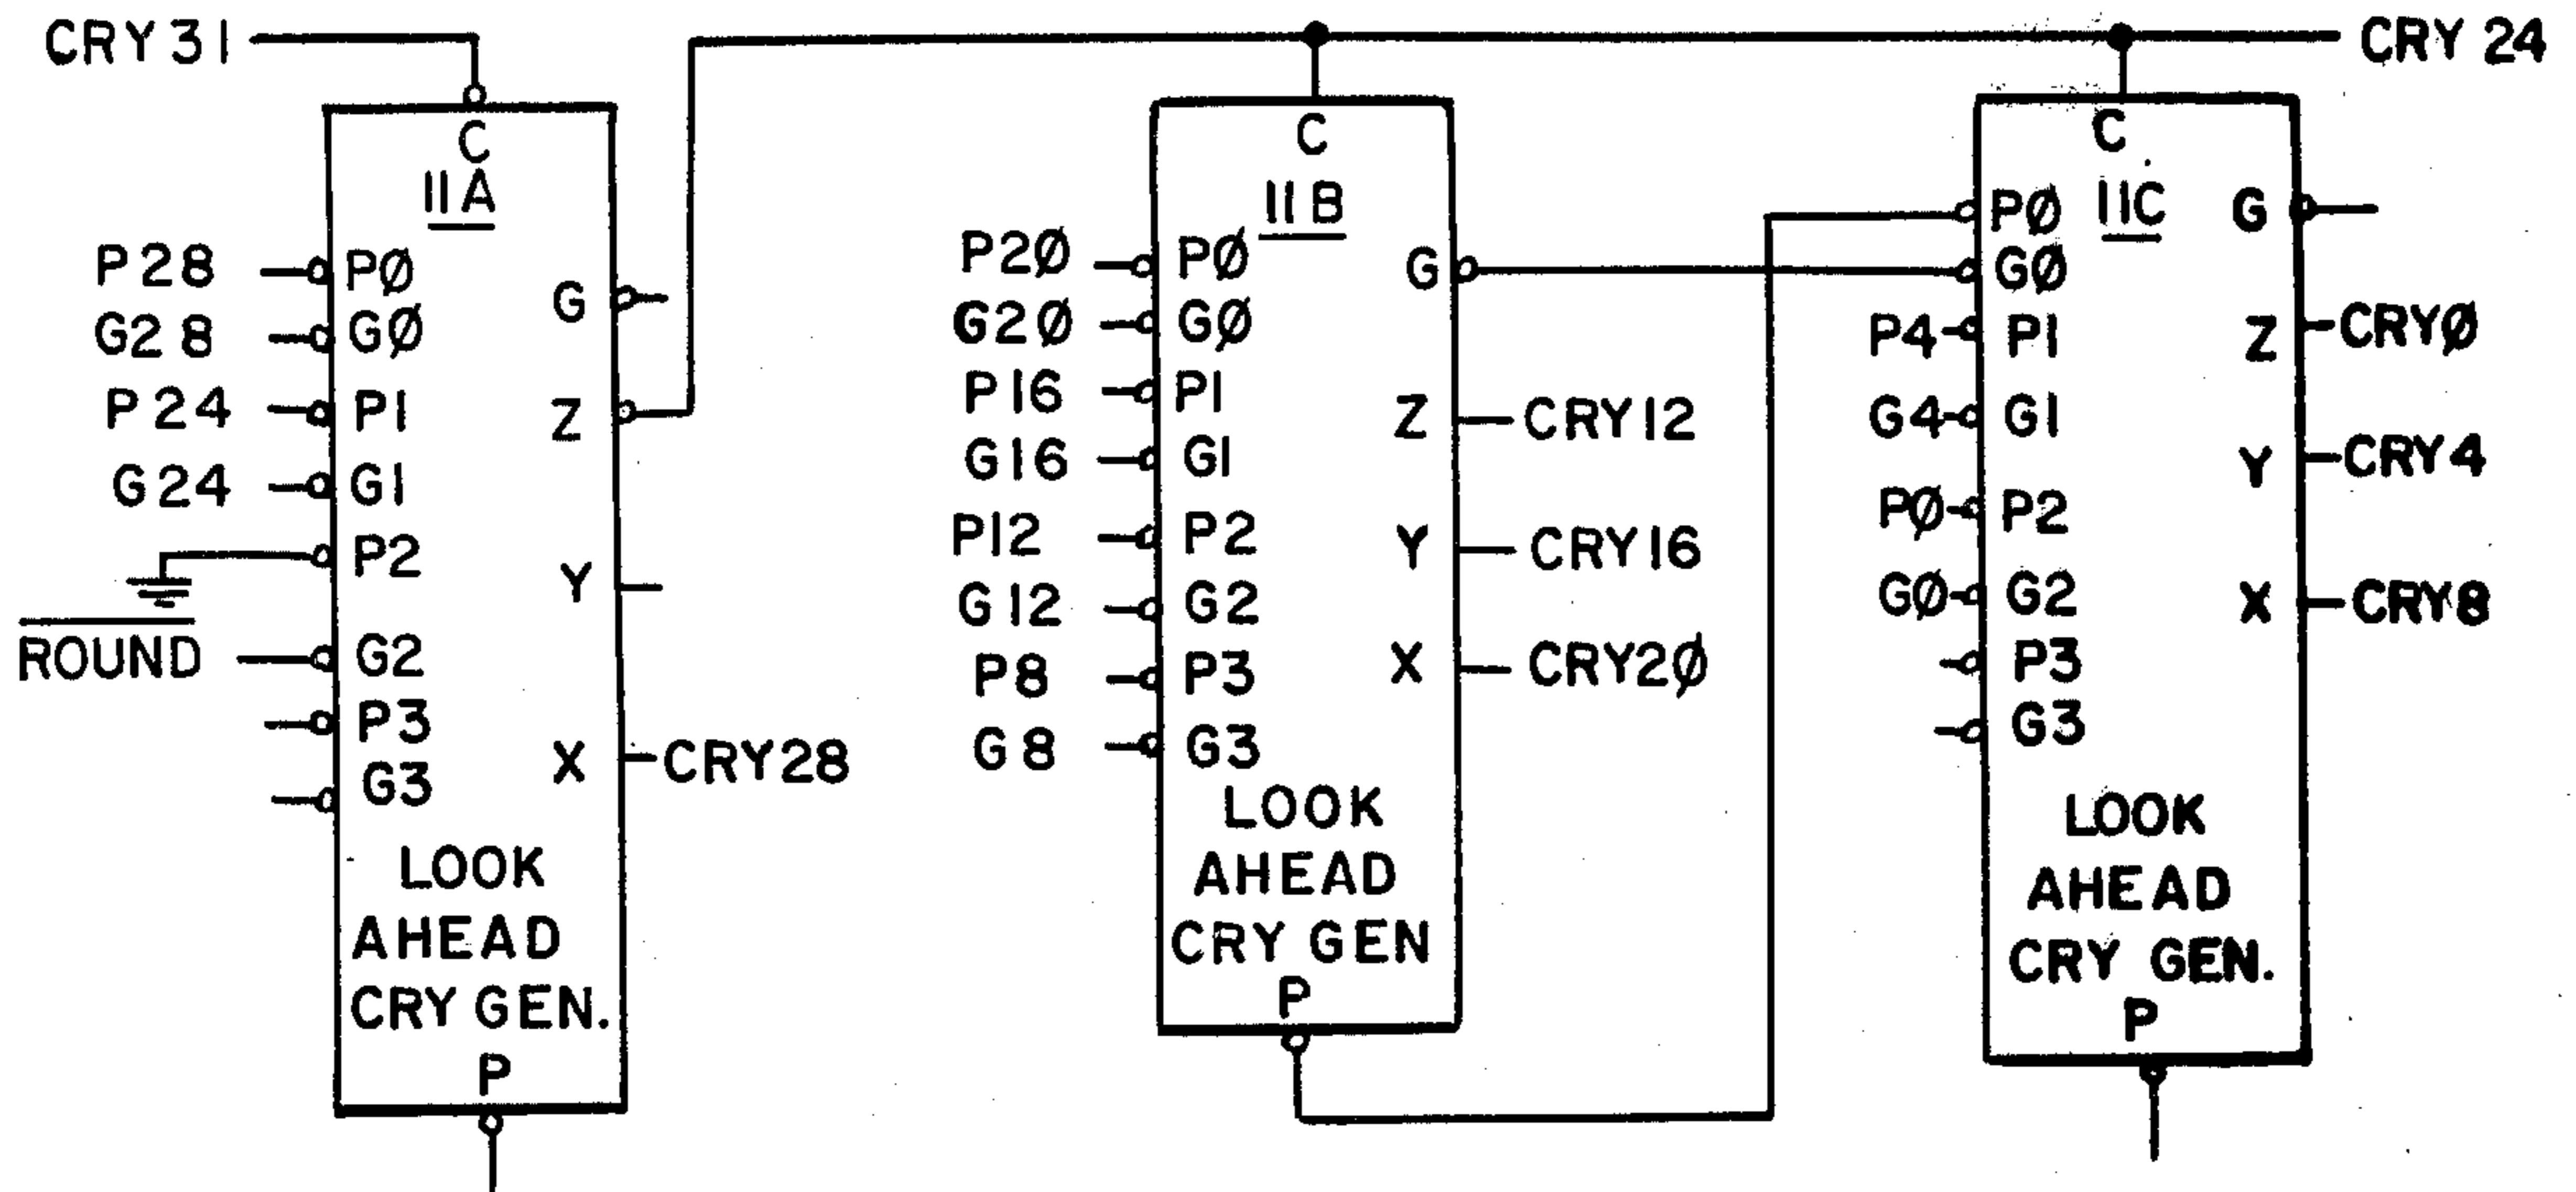 CRY 31
CRY 24
C
11A
P28
PØ
G28
GØ
P24
P1
G24
G1
P2
ROUND
G2
P3
G3
G
Z
Y
X
CRY28
LOOK
AHEAD
CRY GEN.
P
C
11B
P2Ø
PØ
G2Ø
GØ
P16
P1
G16
G1
P12
P2
G12
G2
P8
P3
G8
G3
G
Z
CRY12
Y
CRY16
X
CRY2Ø
LOOK
AHEAD
CRY GEN
P
C
11C
PØ
GØ
P4
P1
G4
G1
PØ
P2
GØ
G2
P3
G3
G
Z
CRYØ
Y
CRY4
X
CRY8
LOOK
AHEAD
CRY GEN.
P